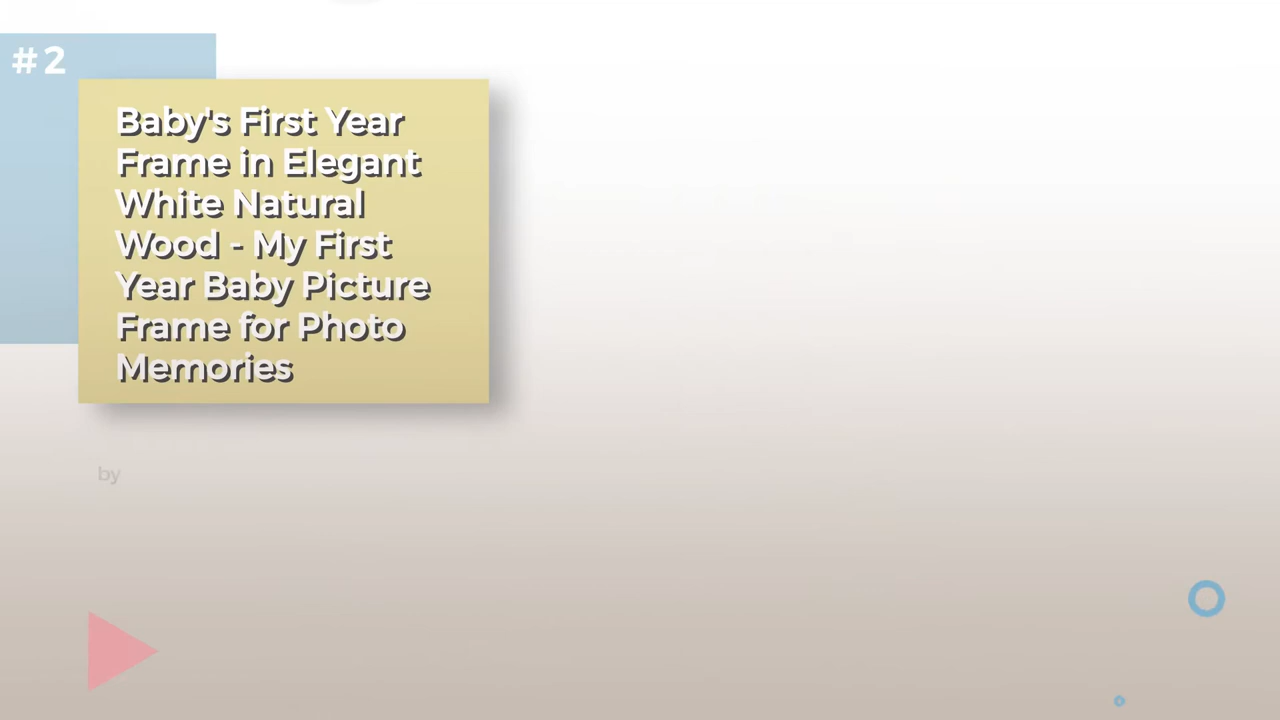 #2
Baby's First Year
Frame in Elegant
White Natural
Wood - My First
Year Baby Picture
Frame for Photo
Memories
by